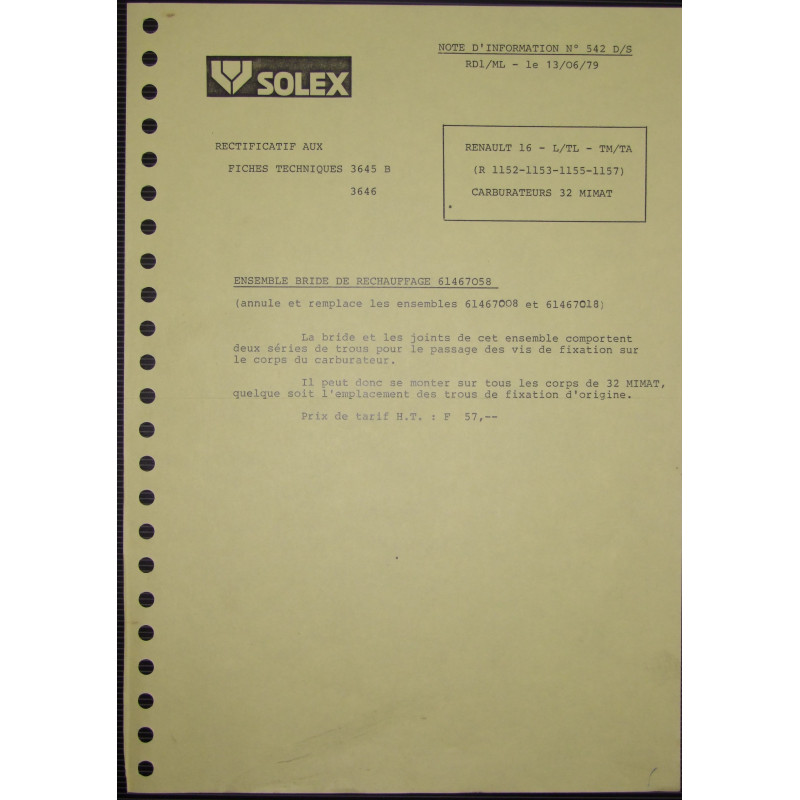 NOTE D'INFORMATION N° 542 D/S
RD1/ML - le 13/06/79
SOLEX
RECTIFICATIF AUX
FICHES TECHNIQUES 3645 B
3646
RENAULT 16 - L/TL - TM/TA
(R 1152-1153-1155-1157)
CARBURATEURS 32 MIMAT
ENSEMBLE BRIDE DE RECHAUFFAGE 61467058
(annule et remplace les ensembles 61467008 et 61467018)
La bride et les joints de cet ensemble comportent
deux séries de trous pour le passage des vis de fixation sur
le corps du carburateur.
Il peut donc se monter sur tous les corps de 32 MIMAT,
quelque soit l'emplacement des trous de fixation d'origine.
Prix de tarif H.T. : F 57,--